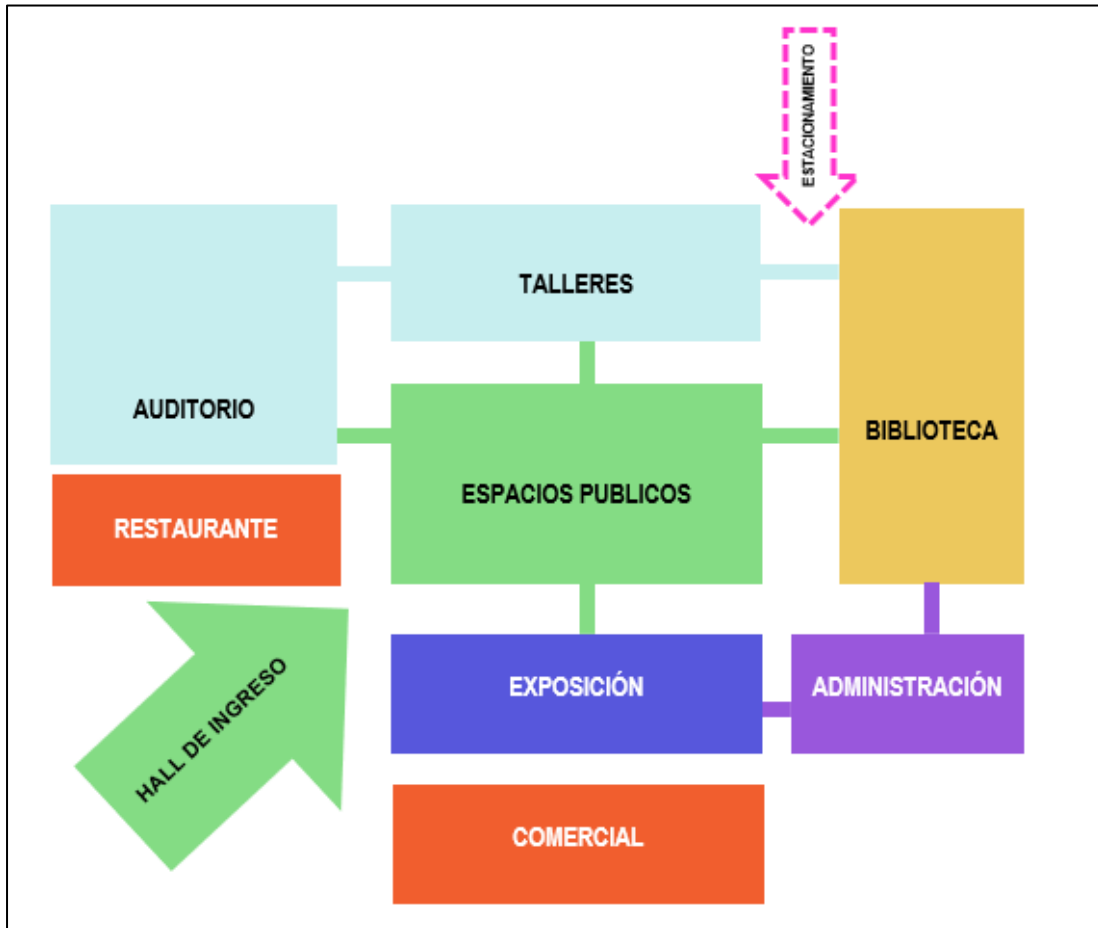 ESTACIONAMIENTO
TALLERES
AUDITORIO
BIBLIOTECA
ESPACIOS PUBLICOS
RESTAURANTE
HALL DE INGRESO
EXPOSICIÓN
ADMINISTRACIÓN
COMERCIAL